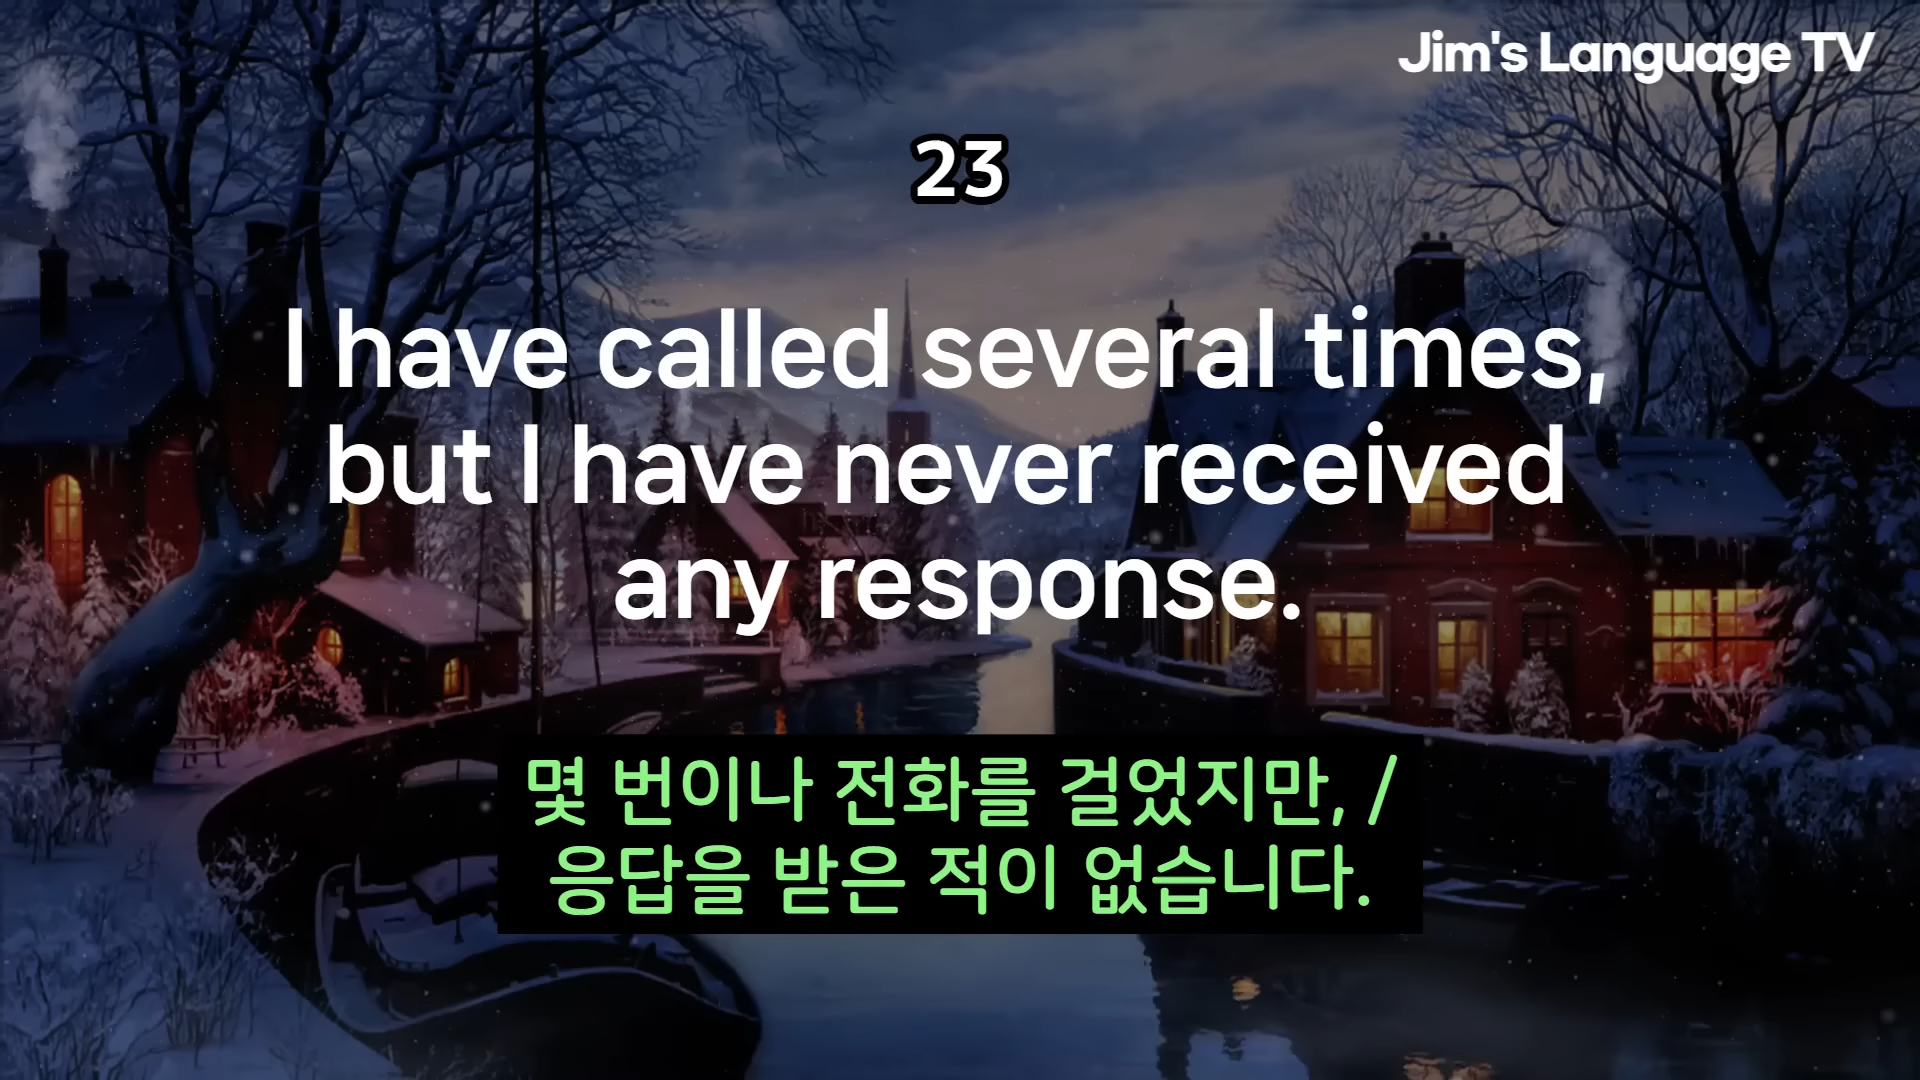 Jim's Language TV
23
I have called several times,
but I have never received
any response.
몇 번이나 전화를 걸었지만, /
응답을 받은 적이 없습니다.